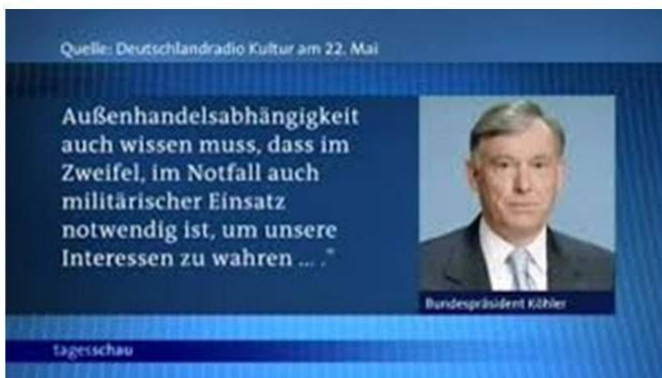 Quelle: Deutschlandradio Kultur am 22. Mai
Außenhandelsabhängigkeit
auch wissen muss, dass im
Zweifel, im Notfall auch
militärischer Einsatz
notwendig ist, um unsere
Interessen zu wahren ... ."
Bundespräsident Köhler
tagesschau